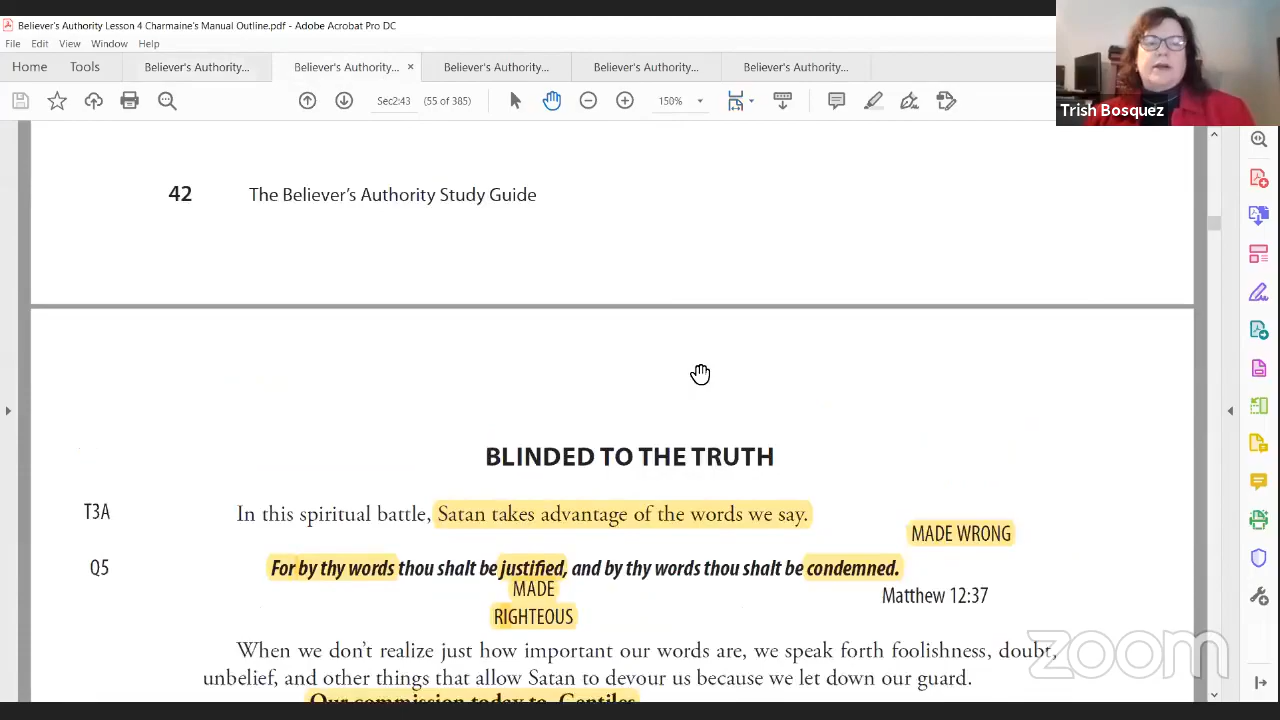 Believer's Authority Lesson 4 Charmaine's Manual Outline.pdf - Adobe Acrobat Pro DC
File Edit View Window Help
Home Tools Believer's Authority... Believer's Authority... × Believer's Authority... Believer's Authority... Believer's Authority...
Sec2:43 (55 of 385) 150%
Trish Bosquez
42 The Believer's Authority Study Guide
BLINDED TO THE TRUTH
T3A In this spiritual battle, Satan takes advantage of the words we say.
MADE WRONG
Q5 For by thy words thou shalt be justified, and by thy words thou shalt be condemned.
MADE
RIGHTEOUS
Matthew 12:37
When we don't realize just how important our words are, we speak forth foolishness, doubt,
unbelief, and other things that allow Satan to devour us because we let down our guard.
Our commission today to Gentiles
zoom